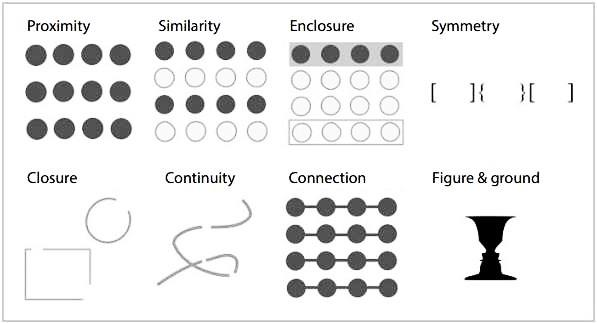 Proximity
Similarity
Enclosure
Symmetry
[ ]{ }[ ]
Closure
Continuity
Connection
Figure & ground